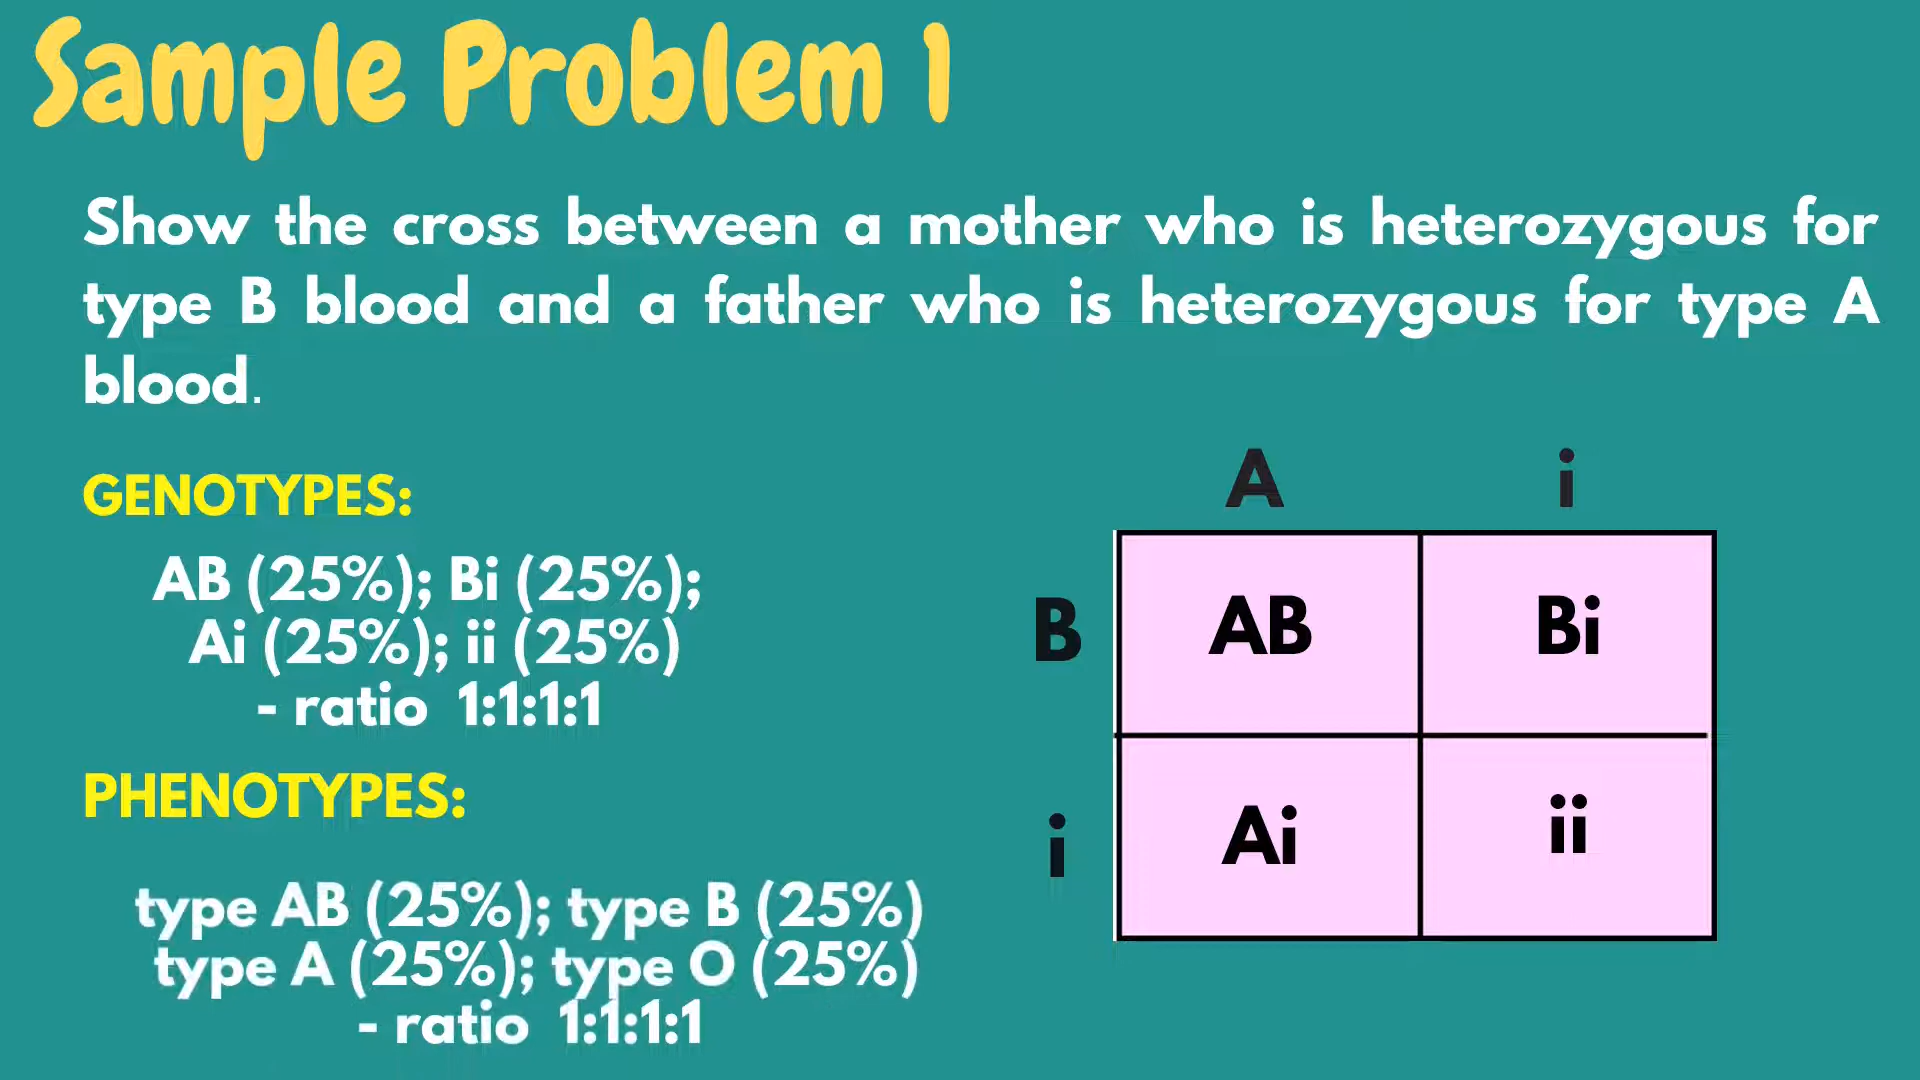 Sample Problem 1
Show the cross between a mother who is heterozygous for
type B blood and a father who is heterozygous for type A
blood.
GENOTYPES:
AB (25%); Bi (25%);
Ai (25%); ii (25%)
- ratio 1:1:1:1
PHENOTYPES:
type AB (25%); type B (25%)
type A (25%); type O (25%)
- ratio 1:1:1:1
A i
B AB Bi
i Ai ii